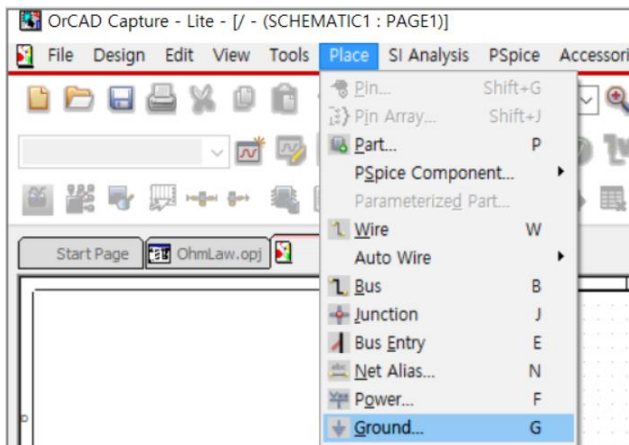 OrCAD Capture - Lite - [/ - (SCHEMATIC1 : PAGE1)]
File Design Edit View Tools Place SI Analysis PSpice Accessori
Pin... Shift+G
Pin Array... Shift+J
Part... P
PSpice Component...
Parameterized Part...
Wire W
Auto Wire
Bus B
Junction J
Bus Entry E
Net Alias... N
Power... F
Ground... G
Start Page OhmLaw.opj